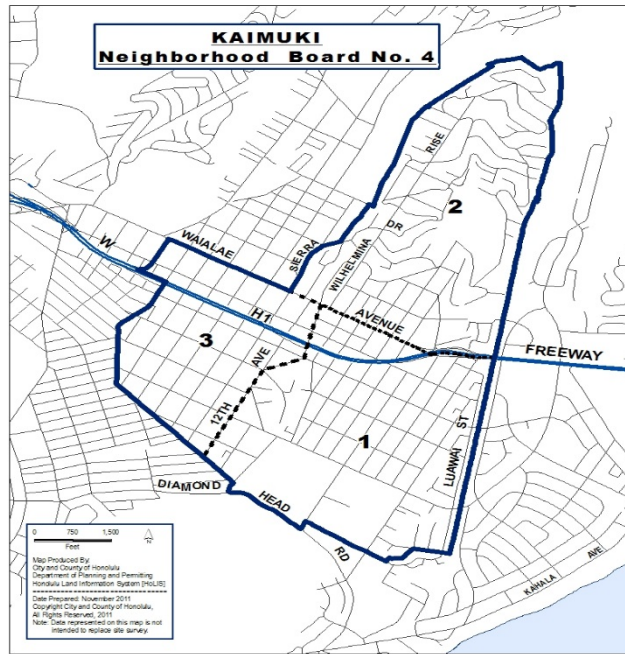 KAIMUKI
Neighborhood Board No. 4
RISE
2
DR
WAIALAE
SIERRA
WILHELMINA
W
H1
AVENUE
FREEWAY
3
AVE
12TH
1
LUAWAI ST
DIAMOND
HEAD
RD
KAHALA AVE
0 750 1,500
Feet
N
Map Produced By:
City and County of Honolulu
Department of Planning and Permitting
Honolulu Land Information System [HoLIS]
Date Prepared: November 2011
Copyright City and County of Honolulu,
All Rights Reserved, 2011
Note: Data represented on this map is not
intended to replace site survey.